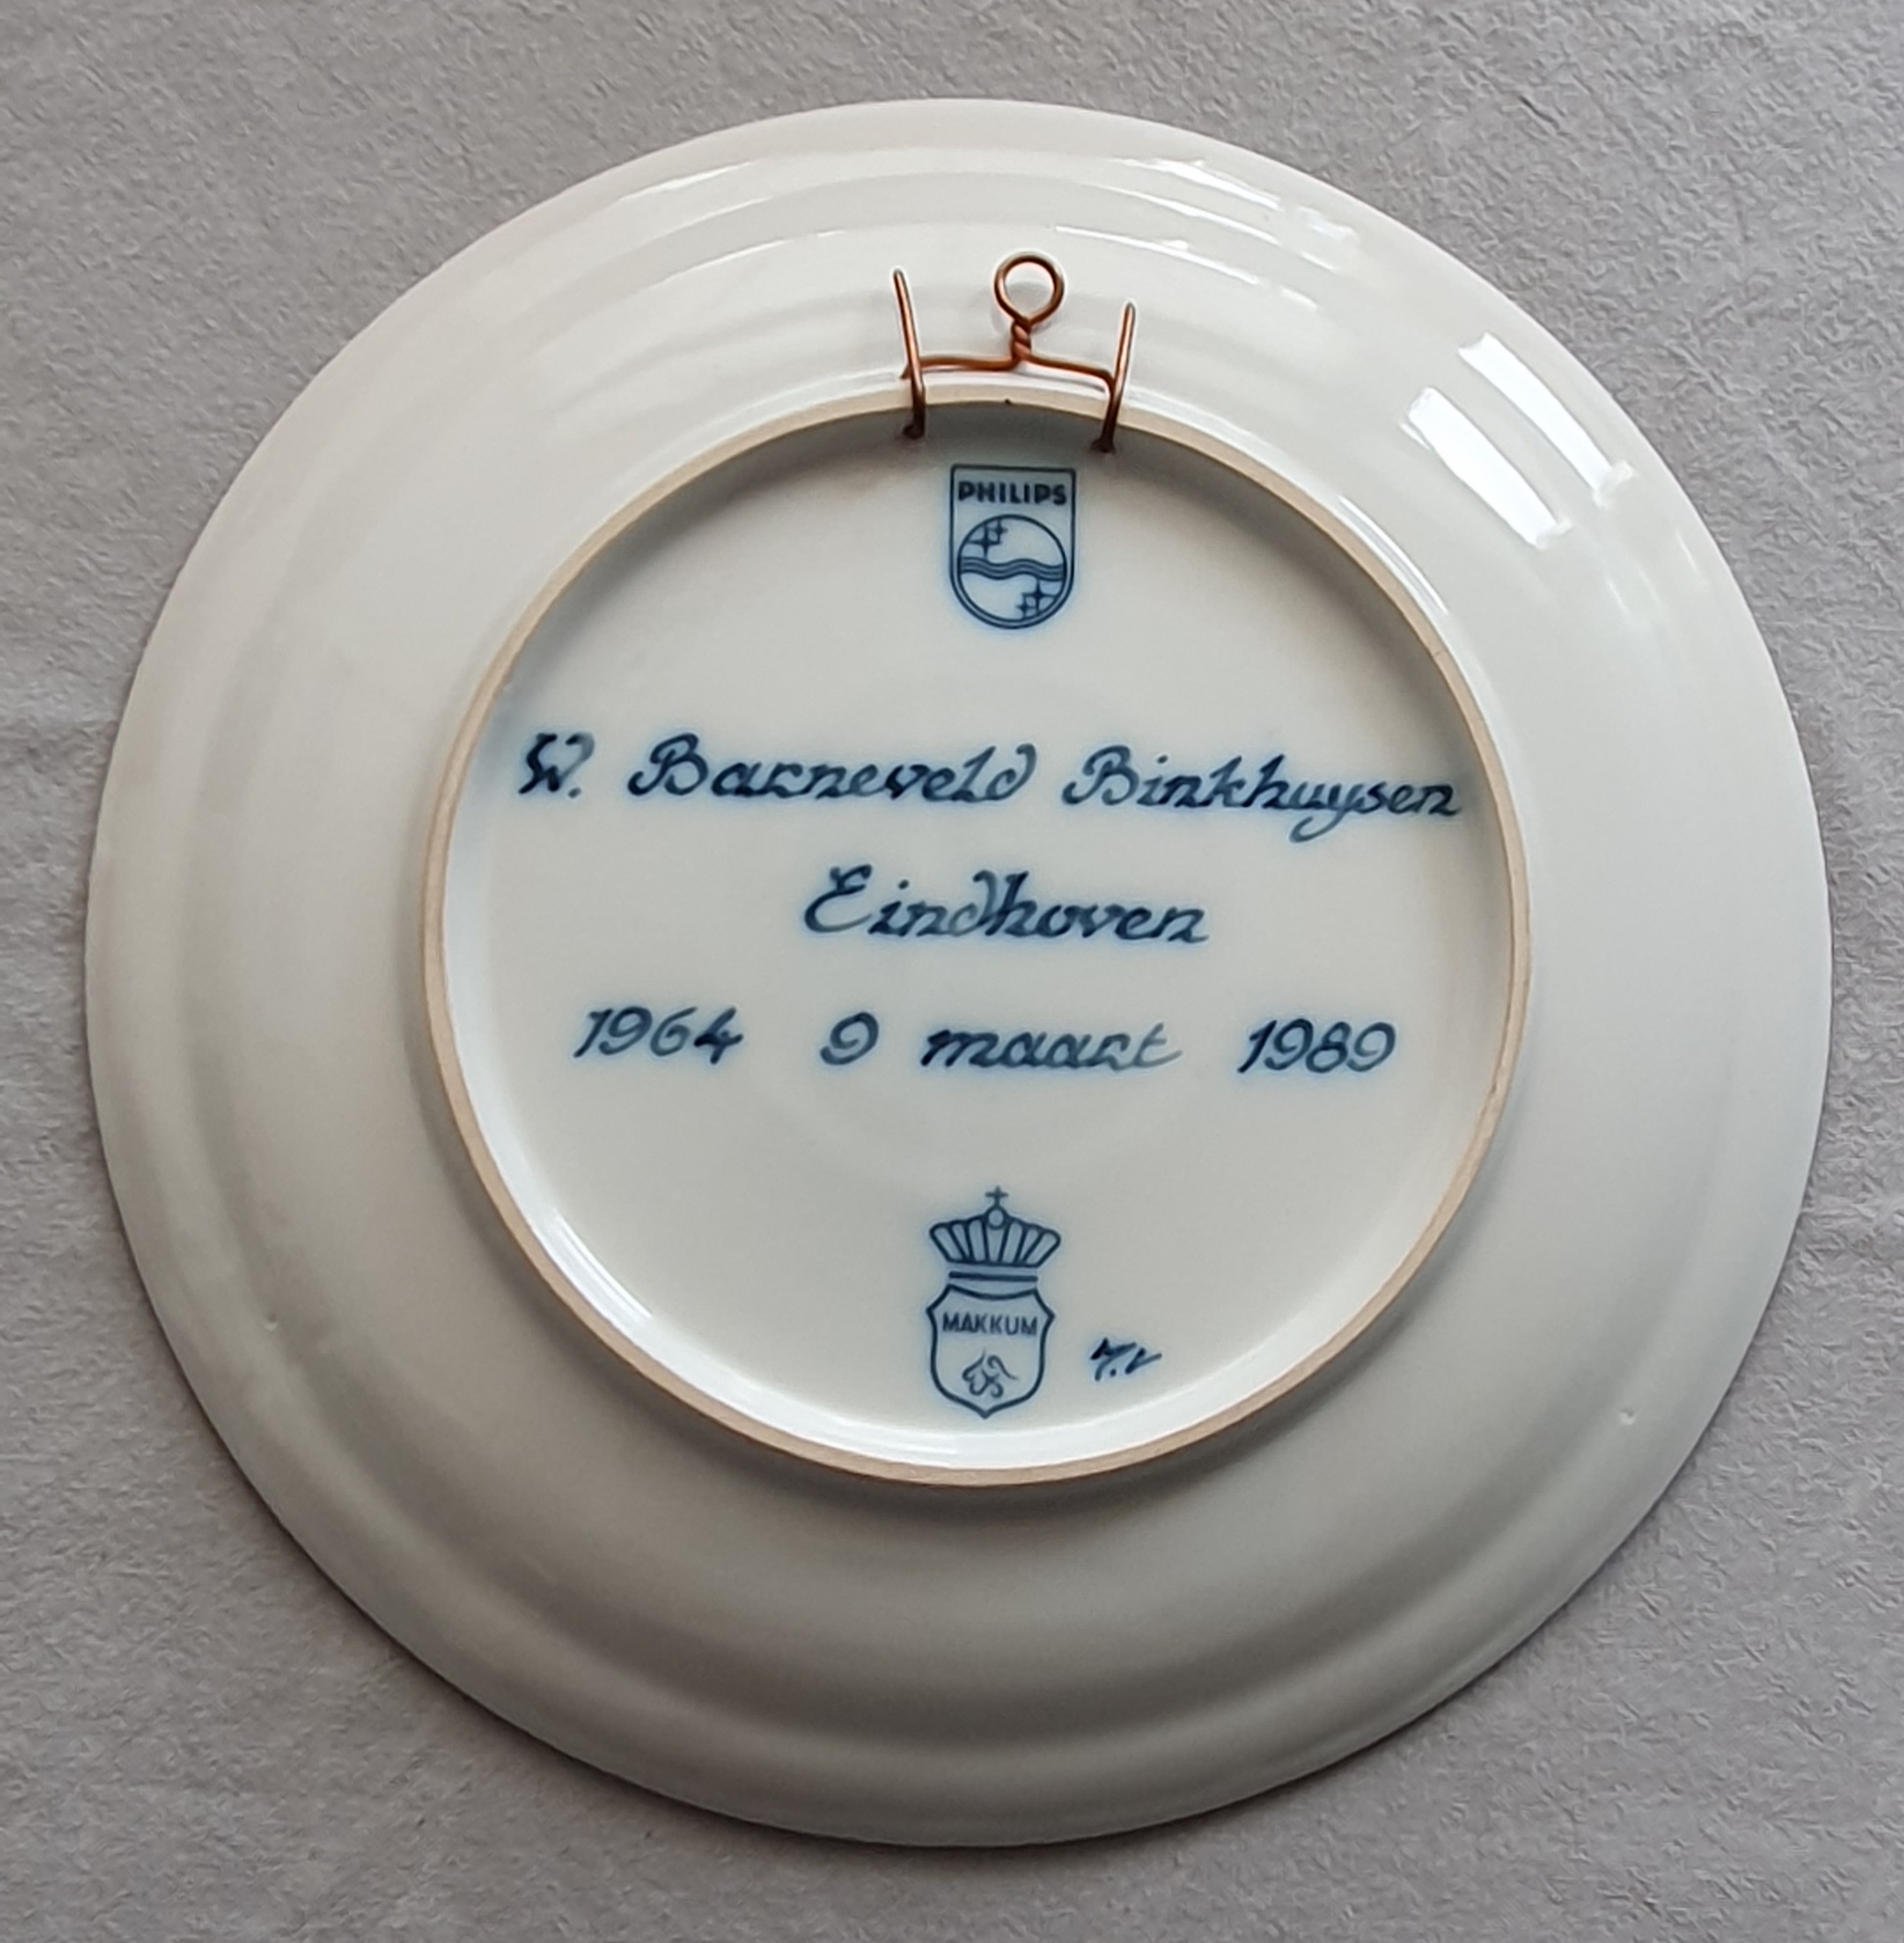 PHILIPS
W. Barneveld Binkhuysen
Eindhoven
1964 9 maart 1989
MAKKUM